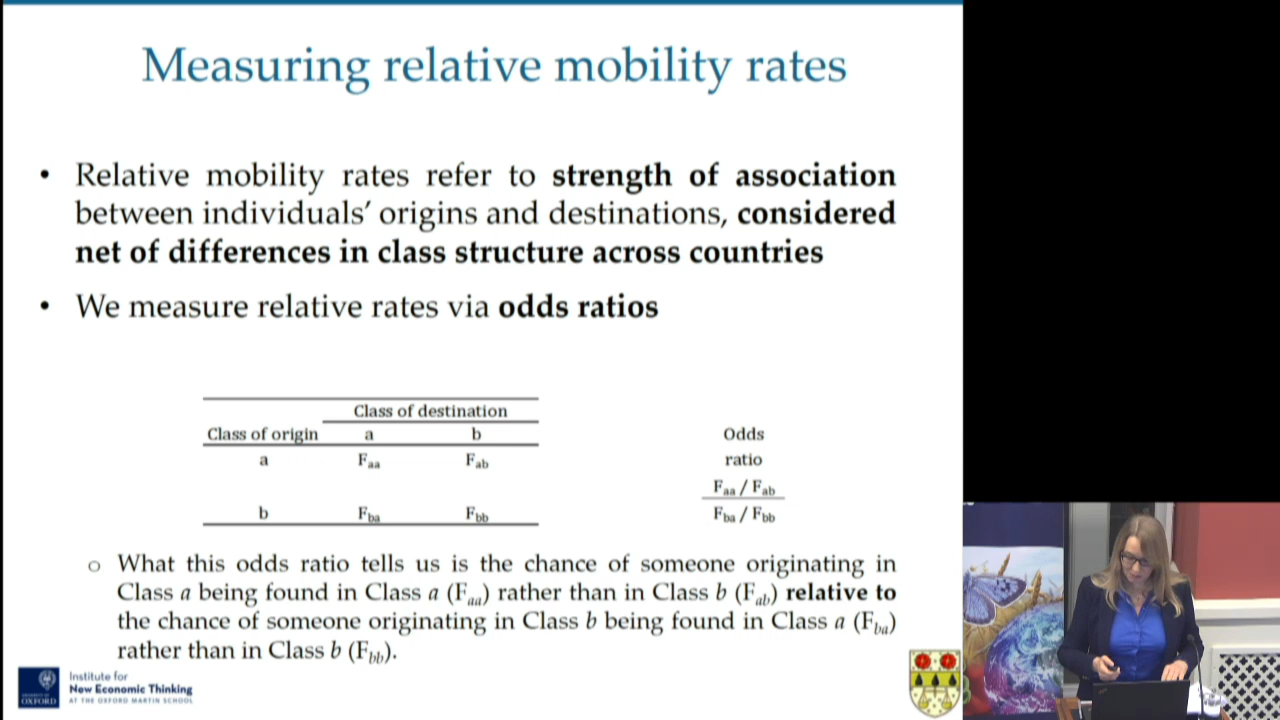 Measuring relative mobility rates
• Relative mobility rates refer to strength of association
between individuals’ origins and destinations, considered
net of differences in class structure across countries
• We measure relative rates via odds ratios
Class of destination
Class of origin a b
a Faa Fab
b Fba Fbb
Odds
ratio
Faa / Fab
Fba / Fbb
○ What this odds ratio tells us is the chance of someone originating in
Class a being found in Class a (Faa) rather than in Class b (Fab) relative to
the chance of someone originating in Class b being found in Class a (Fba)
rather than in Class b (Fbb).
UNIVERSITY OF
OXFORD
Institute for
New Economic Thinking
AT THE OXFORD MARTIN SCHOOL